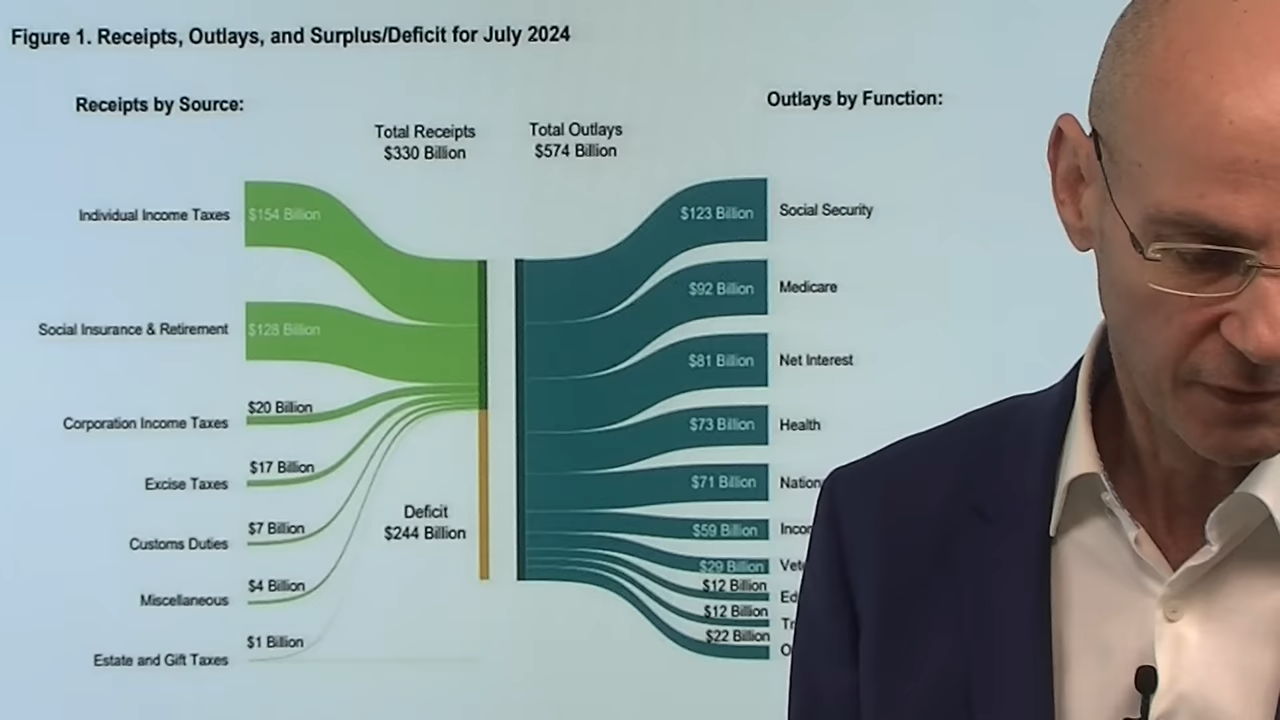 Figure 1. Receipts, Outlays, and Surplus/Deficit for July 2024
Receipts by Source:
Outlays by Function:
Total Receipts
$330 Billion
Total Outlays
$574 Billion
Individual Income Taxes
$154 Billion
Social Insurance & Retirement
$128 Billion
$20 Billion
Corporation Income Taxes
$17 Billion
Excise Taxes
$7 Billion
Customs Duties
$4 Billion
Miscellaneous
$1 Billion
Estate and Gift Taxes
Deficit
$244 Billion
$123 Billion
Social Security
$92 Billion
Medicare
$81 Billion
Net Interest
$73 Billion
Health
$71 Billion
$59 Billion
$29 Billion
$12 Billion
$12 Billion
$22 Billion